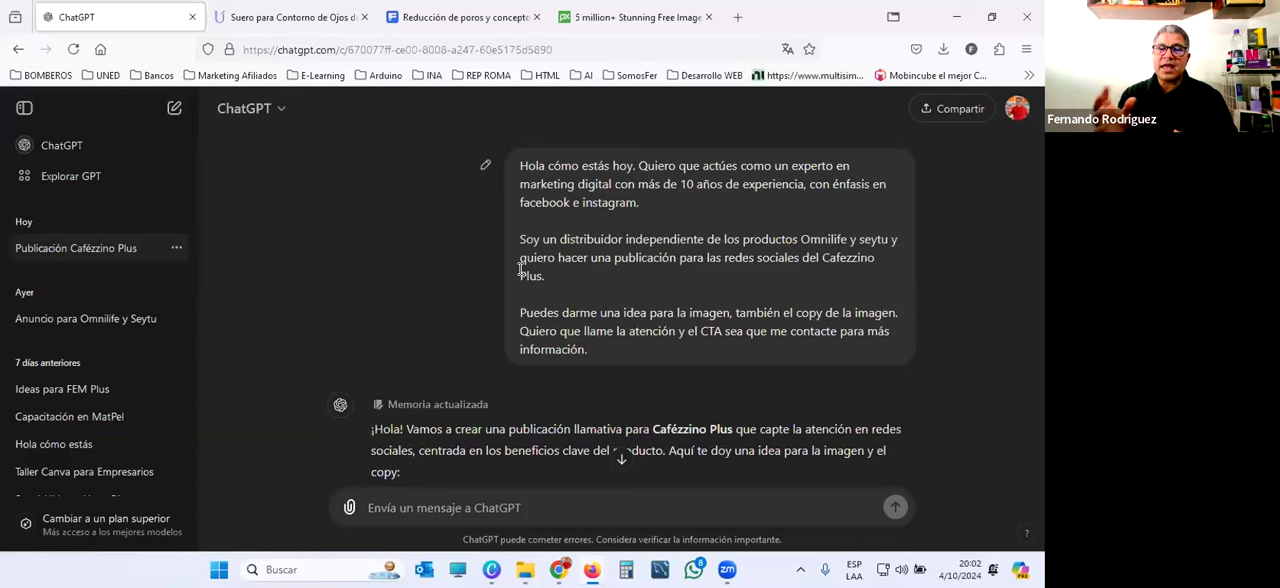 ChatGPT
Suero para Contorno de Ojos d
Reducción de poros y concepto
5 million+ Stunning Free Image
https://chatgpt.com/c/670077ff-ce00-8008-a247-60e5175d5890
BOMBEROS
UNED
Bancos
Marketing Afiliados
E-Learning
Arduino
INA
REP ROMA
HTML
AI
SomosFer
Desarrollo WEB
https://www.multisim...
Mobincube el mejor C...
ChatGPT
Compartir
Fernando Rodriguez
ChatGPT
Explorar GPT
Hoy
Publicación Cafézzino Plus
Ayer
Anuncio para Omnilife y Seytu
7 días anteriores
Ideas para FEM Plus
Capacitación en MatPel
Hola cómo estás
Taller Canva para Empresarios
Cambiar a un plan superior
Más acceso a los mejores modelos
Hola cómo estás hoy. Quiero que actúes como un experto en
marketing digital con más de 10 años de experiencia, con énfasis en
facebook e instagram.
Soy un distribuidor independiente de los productos Omnilife y seytu y
quiero hacer una publicación para las redes sociales del Cafezzino
Plus.
Puedes darme una idea para la imagen, también el copy de la imagen.
Quiero que llame la atención y el CTA sea que me contacte para más
información.
Memoria actualizada
¡Hola! Vamos a crear una publicación llamativa para Cafézzino Plus que capte la atención en redes
sociales, centrada en los beneficios clave del producto. Aquí te doy una idea para la imagen y el
copy:
Envía un mensaje a ChatGPT
ChatGPT puede cometer errores. Considera verificar la información importante.
?
Buscar
8
zm
ESP
LAA
20:02
4/10/2024